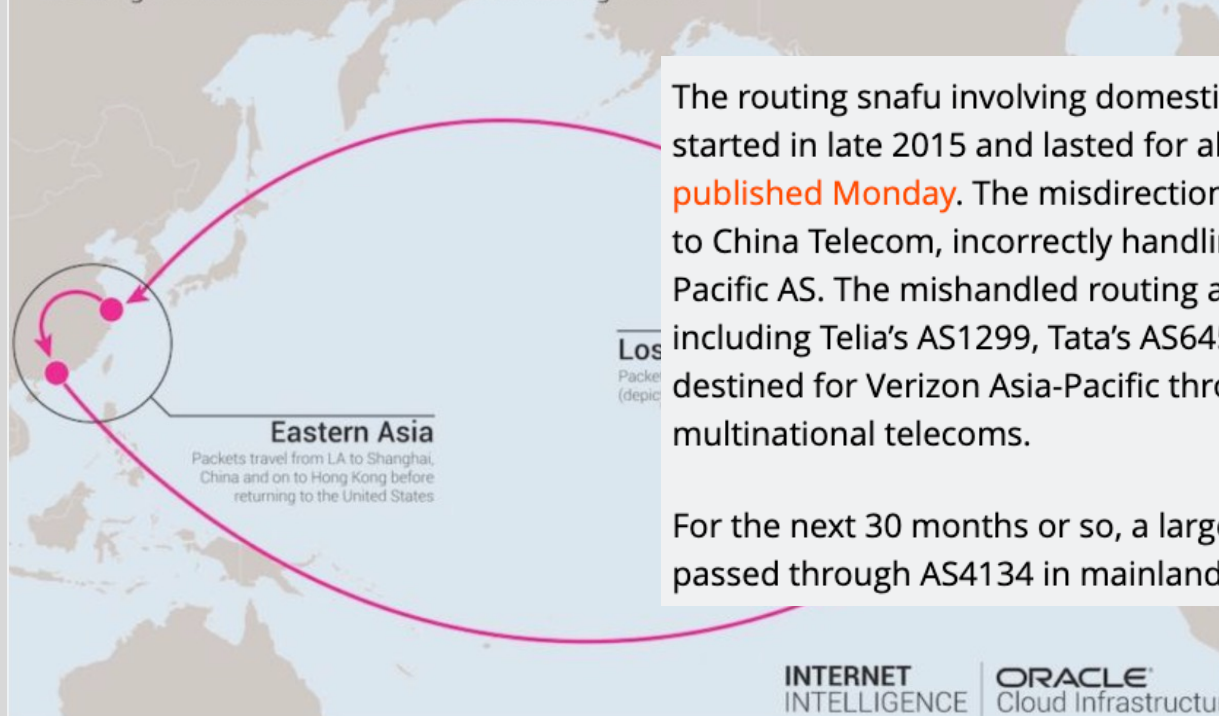 The routing snafu involving domesti
started in late 2015 and lasted for al
published Monday. The misdirection
to China Telecom, incorrectly handli
Pacific AS. The mishandled routing a
including Telia's AS1299, Tata's AS64
destined for Verizon Asia-Pacific thr
multinational telecoms.
For the next 30 months or so, a larg
passed through AS4134 in mainland
Los
Packe
(depic
Eastern Asia
Packets travel from LA to Shanghai,
China and on to Hong Kong before
returning to the United States
INTERNET
INTELLIGENCE
ORACLE
Cloud Infrastructu